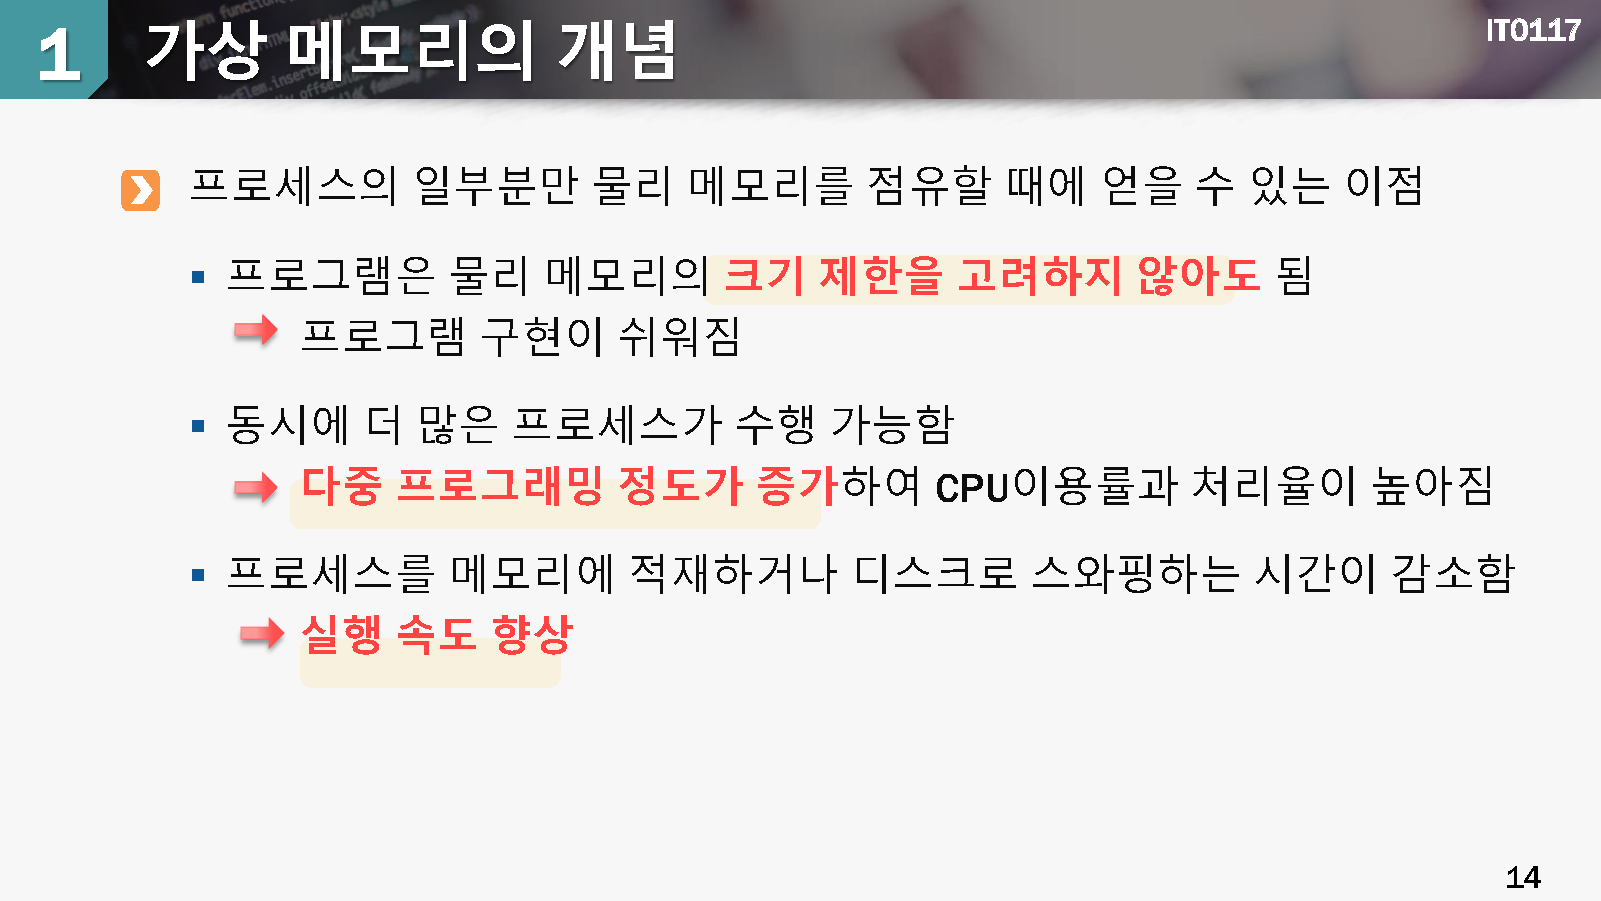 1 가상 메모리의 개념
IT0117
프로세스의 일부분만 물리 메모리를 점유할 때에 얻을 수 있는 이점
프로그램은 물리 메모리의 크기 제한을 고려하지 않아도 됨
프로그램 구현이 쉬워짐
동시에 더 많은 프로세스가 수행 가능함
다중 프로그래밍 정도가 증가하여 CPU이용률과 처리율이 높아짐
프로세스를 메모리에 적재하거나 디스크로 스와핑하는 시간이 감소함
실행 속도 향상
14